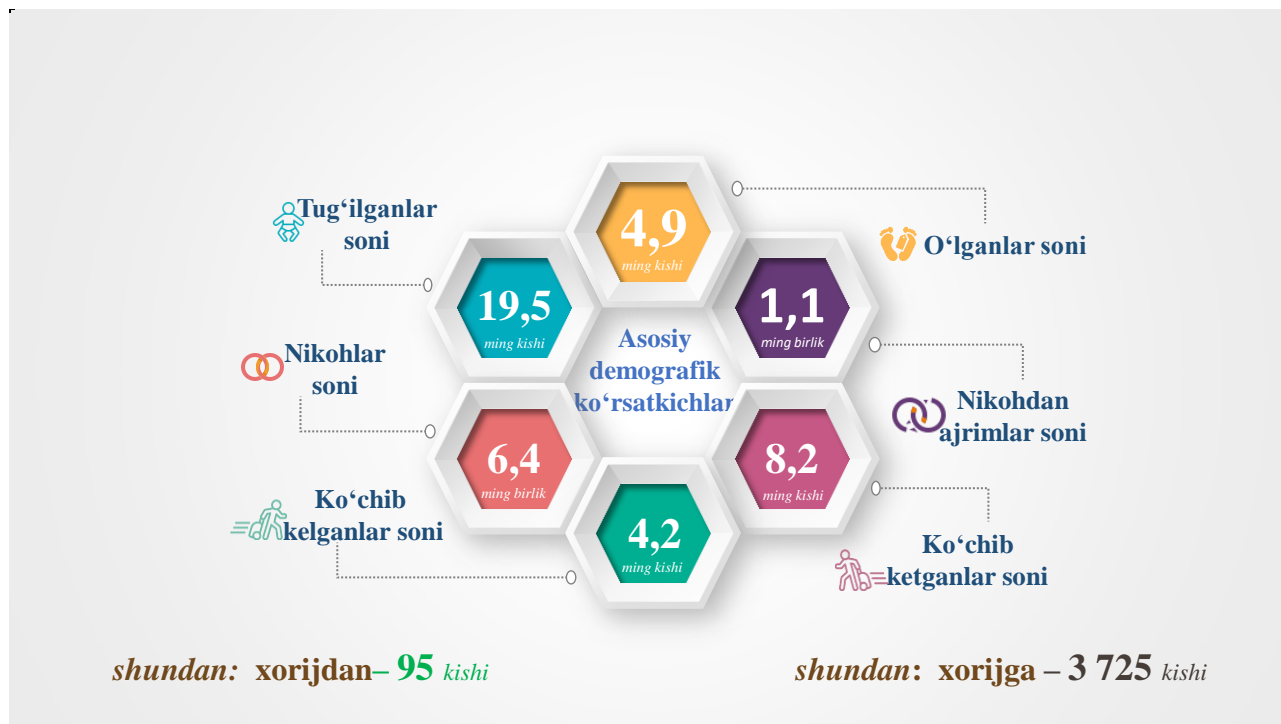 Tug‘ilganlar
soni
4,9
ming kishi
O‘lganlar soni
19,5
ming kishi
1,1
ming birlik
Asosiy
demografik
ko‘rsatkichlar
Nikohlar
soni
Nikohdan
ajrimlar soni
6,4
ming birlik
8,2
ming kishi
Ko‘chib
kelganlar soni
4,2
ming kishi
Ko‘chib
ketganlar soni
shundan: xorijdan– 95 kishi
shundan: xorijga – 3 725 kishi